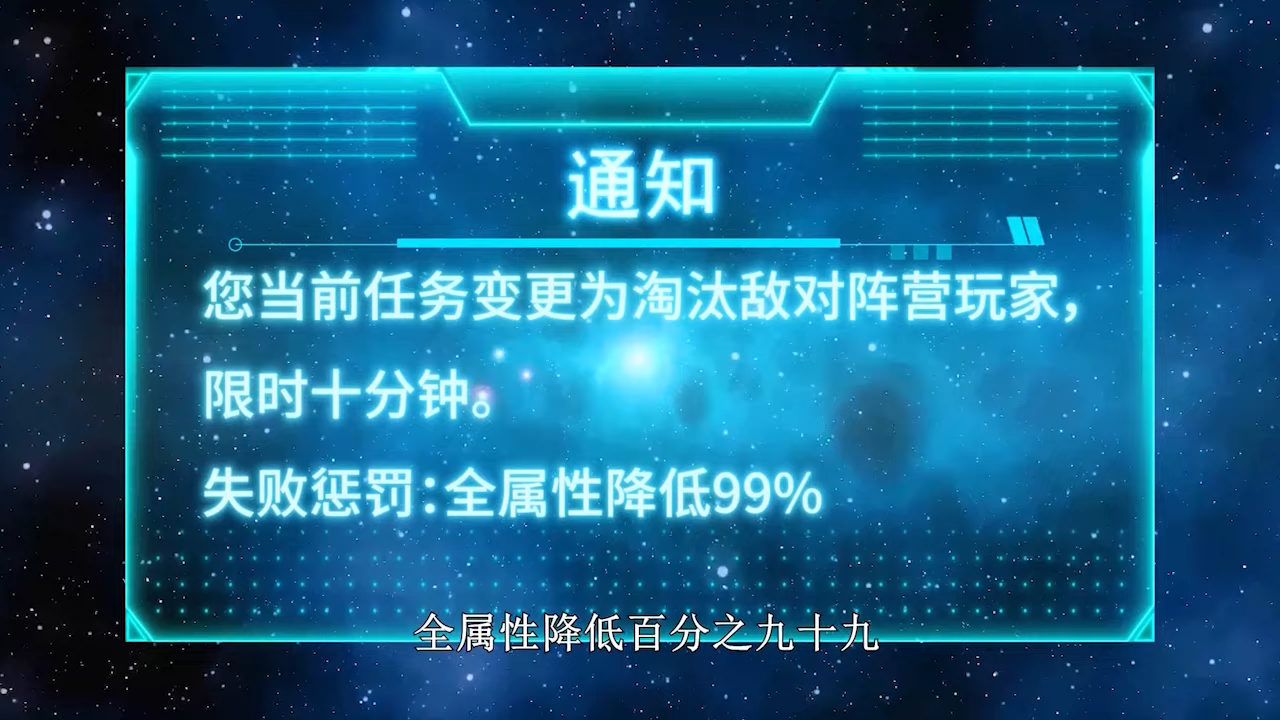 通知
您当前任务变更为淘汰敌对阵营玩家，
限时十分钟。
失败惩罚：全属性降低99%
全属性降低百分之九十九